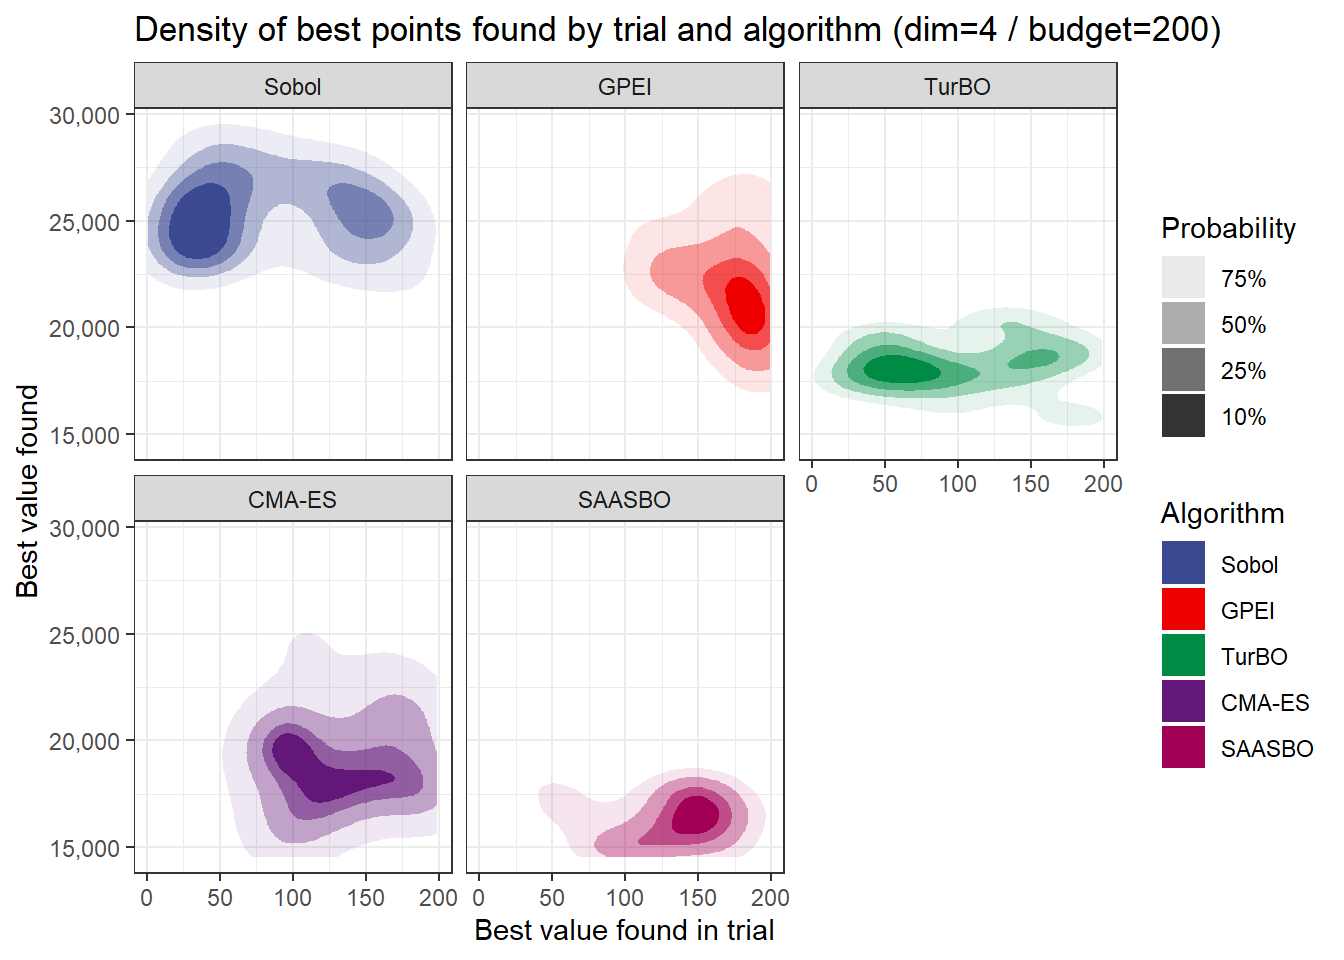 Density of best points found by trial and algorithm (dim=4 / budget=200)
Sobol
GPEI
TurBO
30,000
25,000
20,000
15,000
0 50 100 150 200
CMA-ES
SAASBO
30,000
25,000
20,000
15,000
0 50 100 150 200
0 50 100 150 200
Best value found in trial
Best value found
Probability
75%
50%
25%
10%
Algorithm
Sobol
GPEI
TurBO
CMA-ES
SAASBO